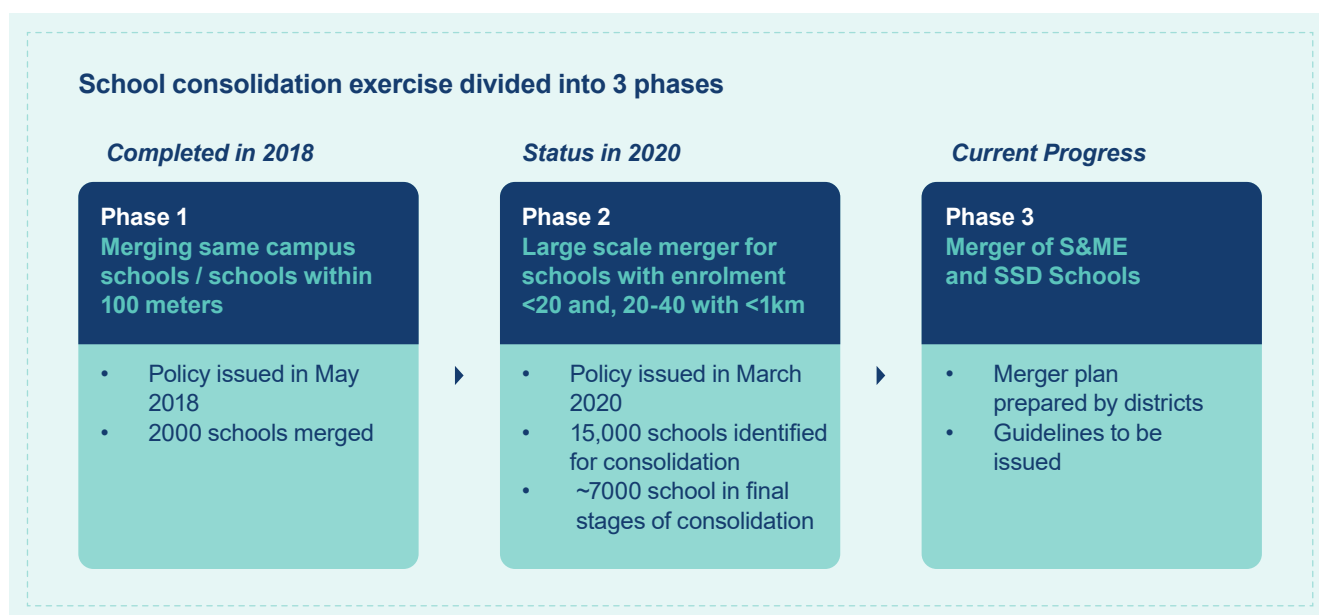 School consolidation exercise divided into 3 phases
Completed in 2018
Phase 1
Merging same campus
schools / schools within
100 meters
• Policy issued in May
2018
• 2000 schools merged
Status in 2020
Phase 2
Large scale merger for
schools with enrolment
<20 and, 20-40 with <1km
• Policy issued in March
2020
• 15,000 schools identified
for consolidation
• ~7000 school in final
stages of consolidation
Current Progress
Phase 3
Merger of S&ME
and SSD Schools
• Merger plan
prepared by districts
• Guidelines to be
issued